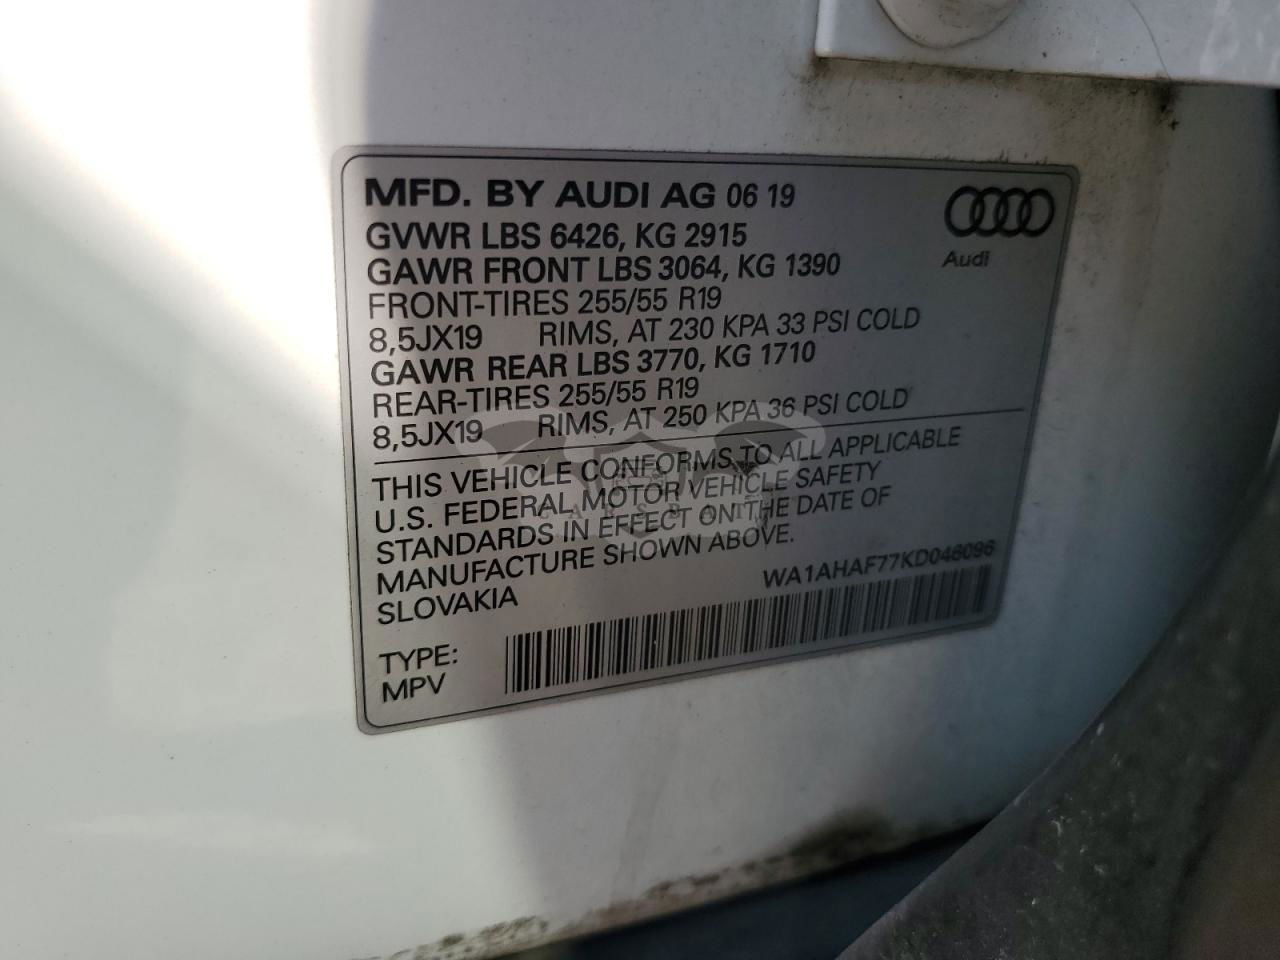 MFD. BY AUDI AG 06 19
GVWR LBS 6426, KG 2915
GAWR FRONT LBS 3064, KG 1390
FRONT-TIRES 255/55 R19
8,5JX19 RIMS, AT 230 KPA 33 PSI COLD
GAWR REAR LBS 3770, KG 1710
REAR-TIRES 255/55 R19
8,5JX19 RIMS, AT 250 KPA 36 PSI COLD
Audi
THIS VEHICLE CONFORMS TO ALL APPLICABLE
U.S. FEDERAL MOTOR VEHICLE SAFETY
STANDARDS IN EFFECT ON THE DATE OF
MANUFACTURE SHOWN ABOVE.
SLOVAKIA
WA1AHAF77KD046096
TYPE:
MPV